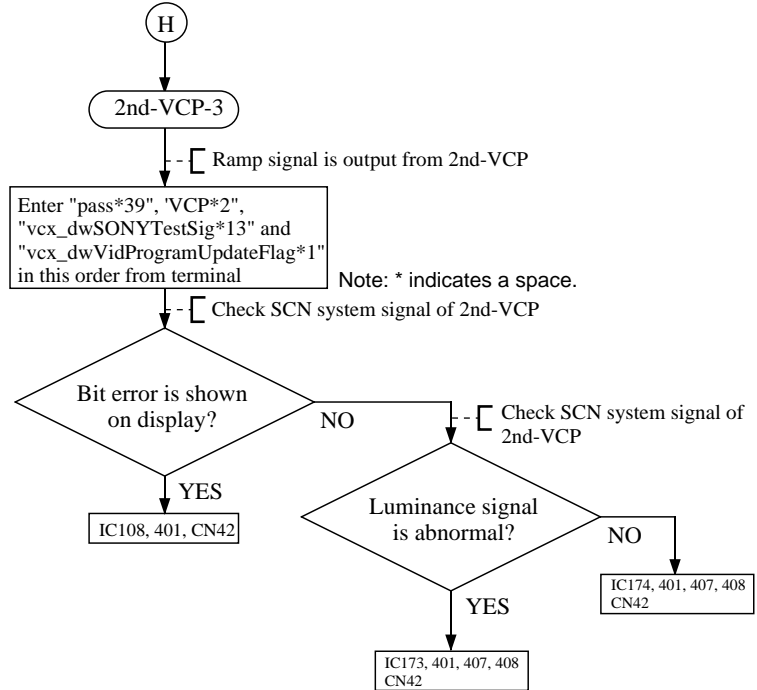 H
2nd-VCP-3
Ramp signal is output from 2nd-VCP
Enter "pass*39", 'VCP*2",
"vcx_dwSONYTestSig*13" and
"vcx_dwVidProgramUpdateFlag*1"
in this order from terminal
Note: * indicates a space.
Check SCN system signal of 2nd-VCP
Bit error is shown
on display?
NO
Check SCN system signal of
2nd-VCP
YES
IC108, 401, CN42
Luminance signal
is abnormal?
NO
IC174, 401, 407, 408
CN42
YES
IC173, 401, 407, 408
CN42